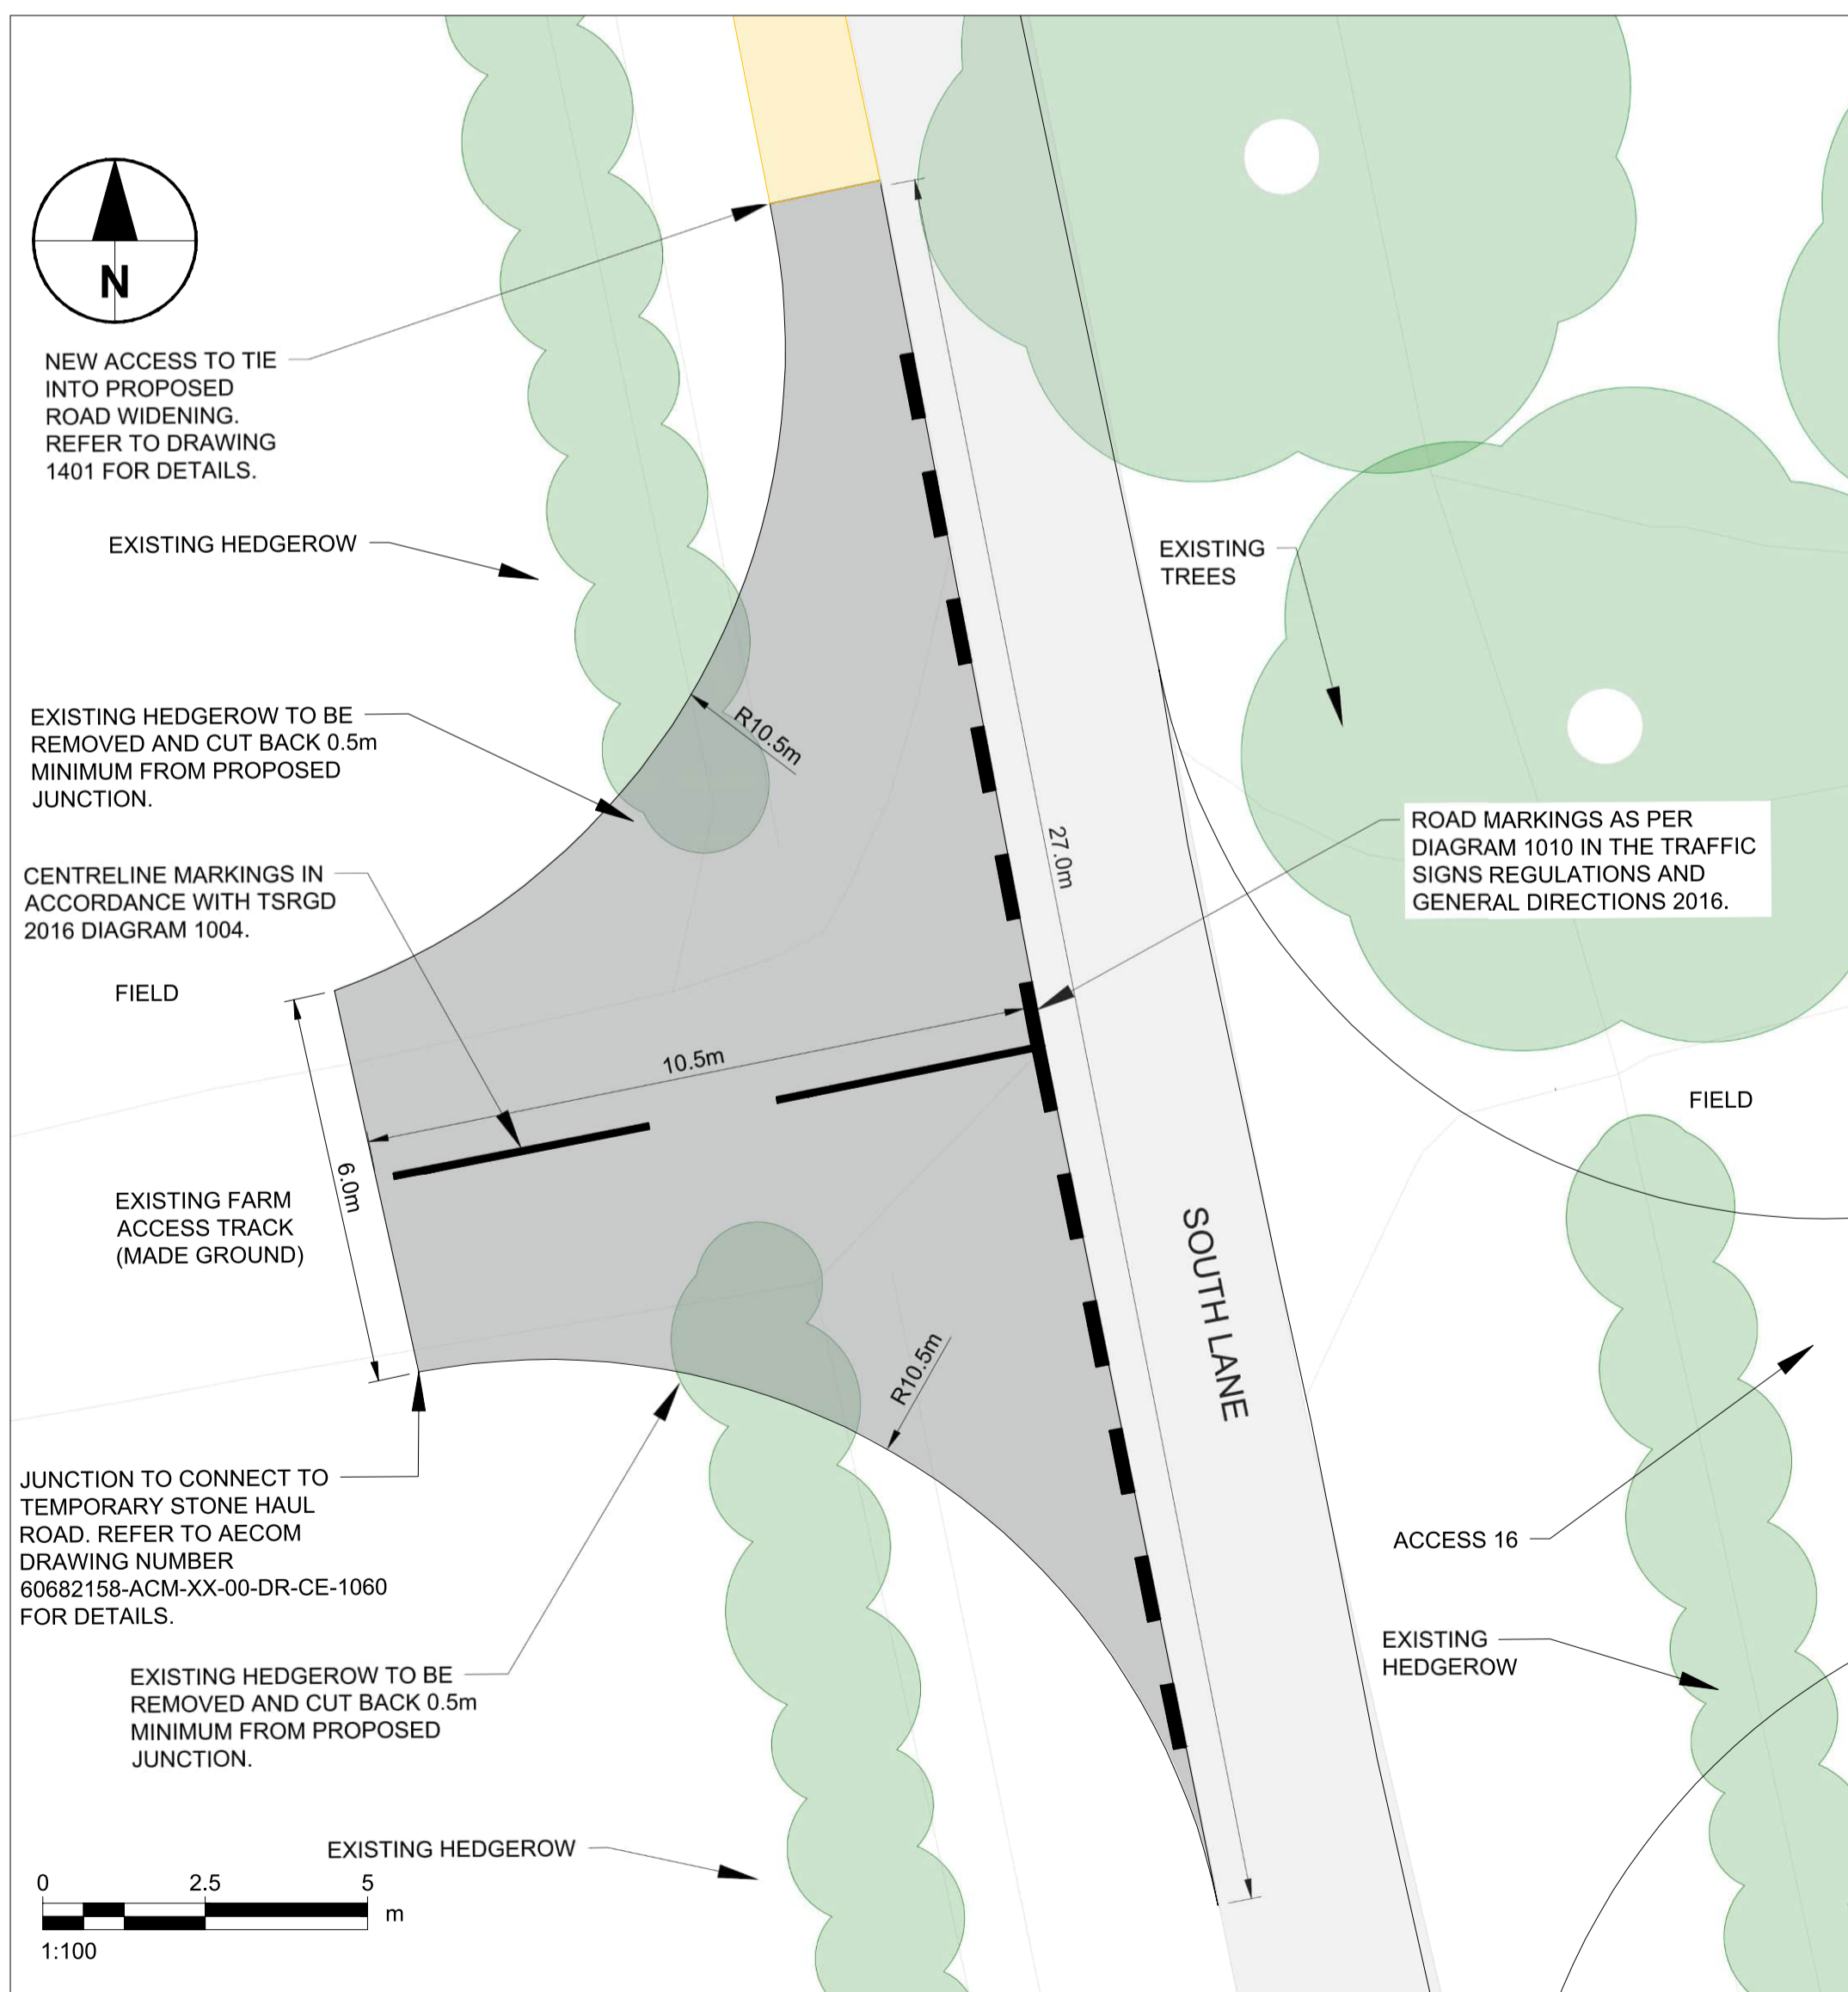 N
NEW ACCESS TO TIE
INTO PROPOSED
ROAD WIDENING.
REFER TO DRAWING
1401 FOR DETAILS.
EXISTING HEDGEROW
EXISTING
TREES
EXISTING HEDGEROW TO BE
REMOVED AND CUT BACK 0.5m
MINIMUM FROM PROPOSED
JUNCTION.
R10.5m
27.0m
ROAD MARKINGS AS PER
DIAGRAM 1010 IN THE TRAFFIC
SIGNS REGULATIONS AND
GENERAL DIRECTIONS 2016.
CENTRELINE MARKINGS IN
ACCORDANCE WITH TSRGD
2016 DIAGRAM 1004.
FIELD
10.5m
FIELD
6.0m
EXISTING FARM
ACCESS TRACK
(MADE GROUND)
SOUTH LANE
R10.5m
JUNCTION TO CONNECT TO
TEMPORARY STONE HAUL
ROAD. REFER TO AECOM
DRAWING NUMBER
60682158-ACM-XX-00-DR-CE-1060
FOR DETAILS.
ACCESS 16
EXISTING
HEDGEROW
EXISTING HEDGEROW TO BE
REMOVED AND CUT BACK 0.5m
MINIMUM FROM PROPOSED
JUNCTION.
EXISTING HEDGEROW
0 2.5 5
m
1:100